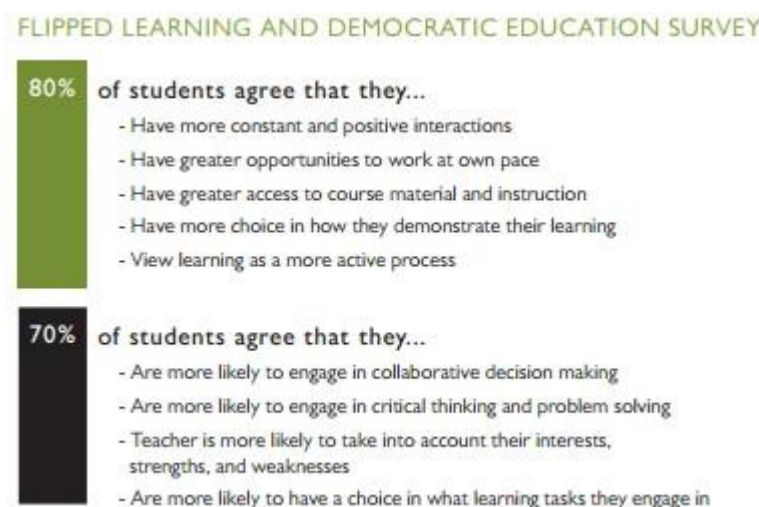 FLIPPED LEARNING AND DEMOCRATIC EDUCATION SURVEY
80% of students agree that they...
- Have more constant and positive interactions
- Have greater opportunities to work at own pace
- Have greater access to course material and instruction
- Have more choice in how they demonstrate their learning
- View learning as a more active process
70% of students agree that they...
- Are more likely to engage in collaborative decision making
- Are more likely to engage in critical thinking and problem solving
- Teacher is more likely to take into account their interests,
strengths, and weaknesses
- Are more likely to have a choice in what learning tasks they engage in